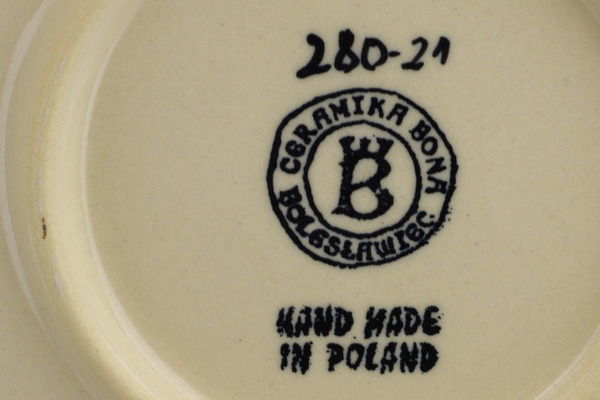 280-21
CERAMIKA BONA
B
BOLESŁAWIEC
HAND MADE
IN POLAND